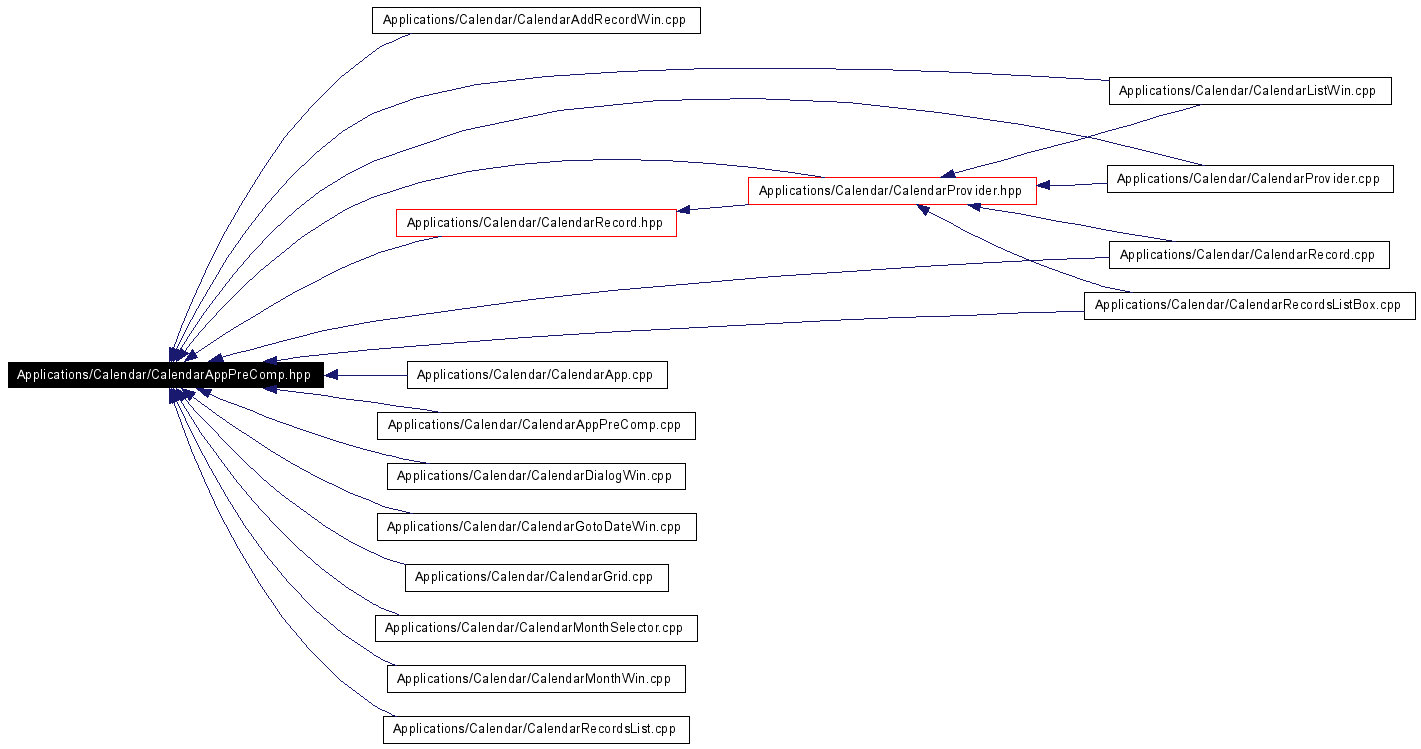 Applications/Calendar/CalendarAddRecordWin.cpp
Applications/Calendar/CalendarListWin.cpp
Applications/Calendar/CalendarProvider.cpp
Applications/Calendar/CalendarProvider.hpp
Applications/Calendar/CalendarRecord.hpp
Applications/Calendar/CalendarRecord.cpp
Applications/Calendar/CalendarRecordsListBox.cpp
Applications/Calendar/CalendarAppPreComp.hpp
Applications/Calendar/CalendarApp.cpp
Applications/Calendar/CalendarAppPreComp.cpp
Applications/Calendar/CalendarDialogWin.cpp
Applications/Calendar/CalendarGotoDateWin.cpp
Applications/Calendar/CalendarGrid.cpp
Applications/Calendar/CalendarMonthSelector.cpp
Applications/Calendar/CalendarMonthWin.cpp
Applications/Calendar/CalendarRecordsList.cpp